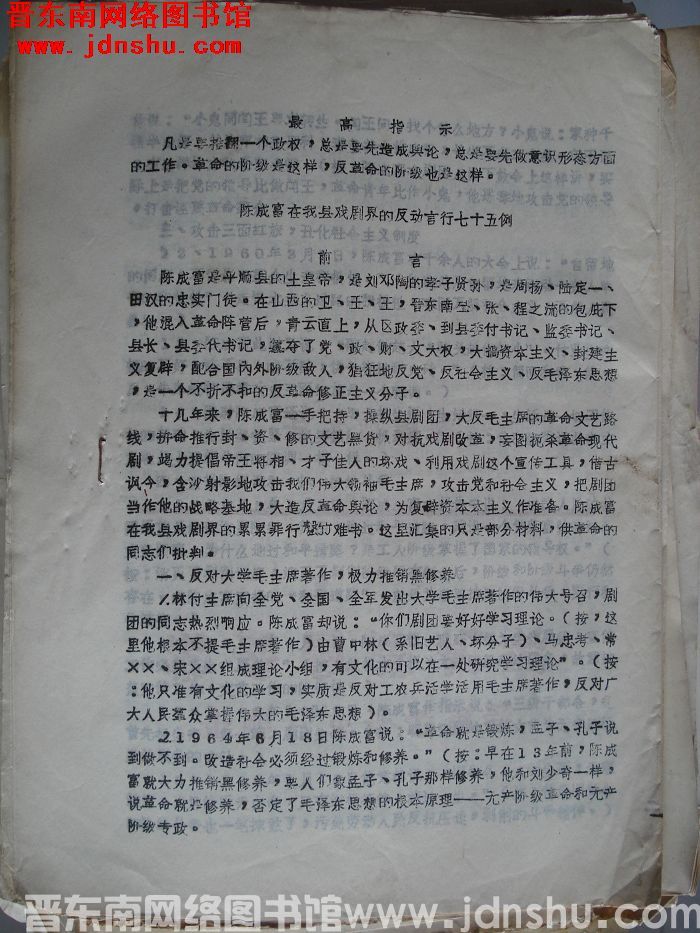 晋东南网络图书馆
www.jdnshu.com
最高指示
凡是要推翻一个政权，总是要先造成舆论，总是要先做意识形态方面
的工作。革命的阶级是这样，反革命的阶级也是这样。
陈成富在我县戏剧界的反动言行七十五例
前言
陈成富是平顺县的土皇帝，是刘邓陶的孝子贤孙，是周扬、陆定一、
田汉的忠实门徒。在山西的卫、王、王，晋东南王、张、程之流的包庇下
，他混入革命阵营后，青云直上，从区政委、到县委付书记、监委书记、
县长、县委代书记，篡夺了党、政、财、文大权，大搞资本主义、封建主
义复辟，配合国内外阶级敌人，猖狂地反党、反社会主义、反毛泽东思想
，是一个不折不和的反革命修正主义分子。
十几年来，陈成富一手把持，操纵县剧团，大反毛主席的革命文艺路
线，拚命推行封、资、修的文艺黑货，对抗戏剧改革，妄图扼杀革命现代
剧，竭力提倡帝王将相、才子佳人的坏戏、利用戏剧这个宣传工具，借古
讽今，含沙射影地攻击我们伟大领袖毛主席，攻击党和社会主义，把剧团
当作他的战略基地，大造反革命舆论，为复辟资本本主义作准备。陈成富
在我县戏剧界的累累罪行罄竹难书。这里汇集的只是部分材料，供革命的
同志们批判。
一、反对大学毛主席著作，极力推销黑修养
林付主席向全党、全国、全军发出大学毛主席著作的伟大号召，剧
团的同志热烈响应。陈成富却说：“你们剧团要好好学习理论。（按，这
里他根本不提毛主席著作）由曹中林（系旧艺人、坏分子）、马忠考、常
××、宋××组成理论小组，有文化的可以在一处研究学习理论”。（按
：他只准有文化的学习，实质是反对工农兵活学活用毛主席著作，反对广
大人民群众掌握伟大的毛泽东思想）。
21964年6月18日陈成富说：“革命就是锻炼，孟子、孔子说
到做不到。改造社会必须经过锻炼和修养。”（按：早在13年前，陈成
富就大力推销黑修养，要人们象孟子、孔子那样修养，他和刘少奇一样，
说革命就是修养，否定了毛泽东思想的根本原理——无产阶级革命和无产
阶级专政。
晋东南网络图书馆www.jdnshu.com